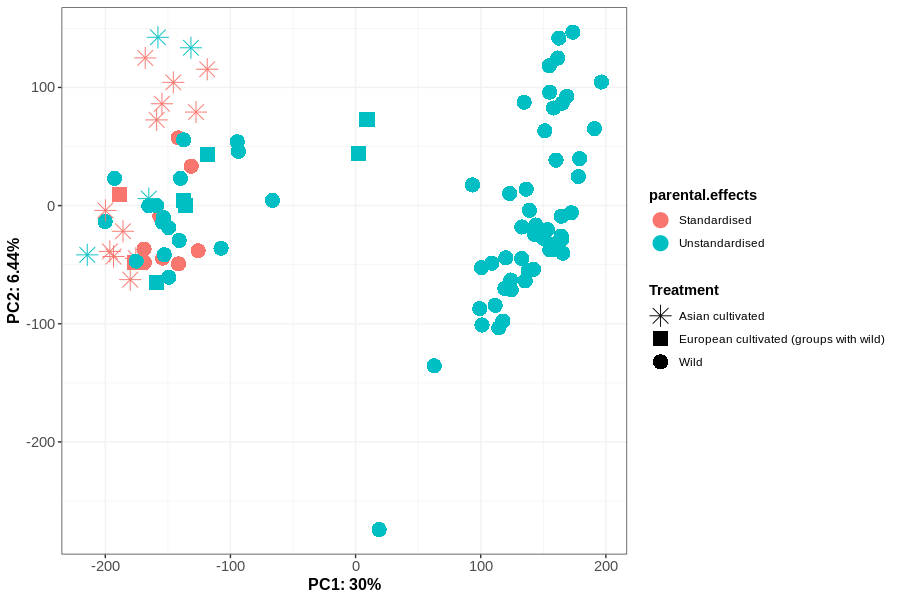 100
0
-100
-200
PC2: 6.44%
-200
-100
0
100
200
PC1: 30%
parental.effects
Standardised
Unstandardised
Treatment
Asian cultivated
European cultivated (groups with wild)
Wild